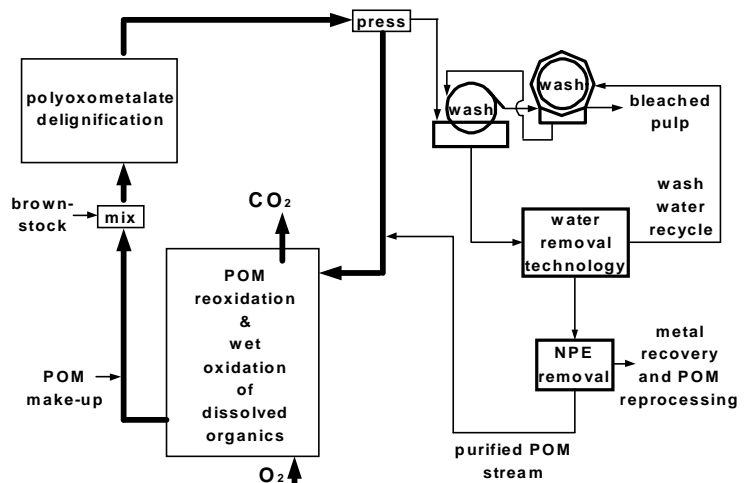 press
polyoxometalate
delignification
wash
wash
bleached
pulp
brown-
stock
mix
CO₂
wash
water
recycle
water
removal
technology
POM
reoxidation
&
wet
oxidation
of
dissolved
organics
POM
make-up
NPE
removal
metal
recovery
and POM
reprocessing
purified POM
stream
O₂